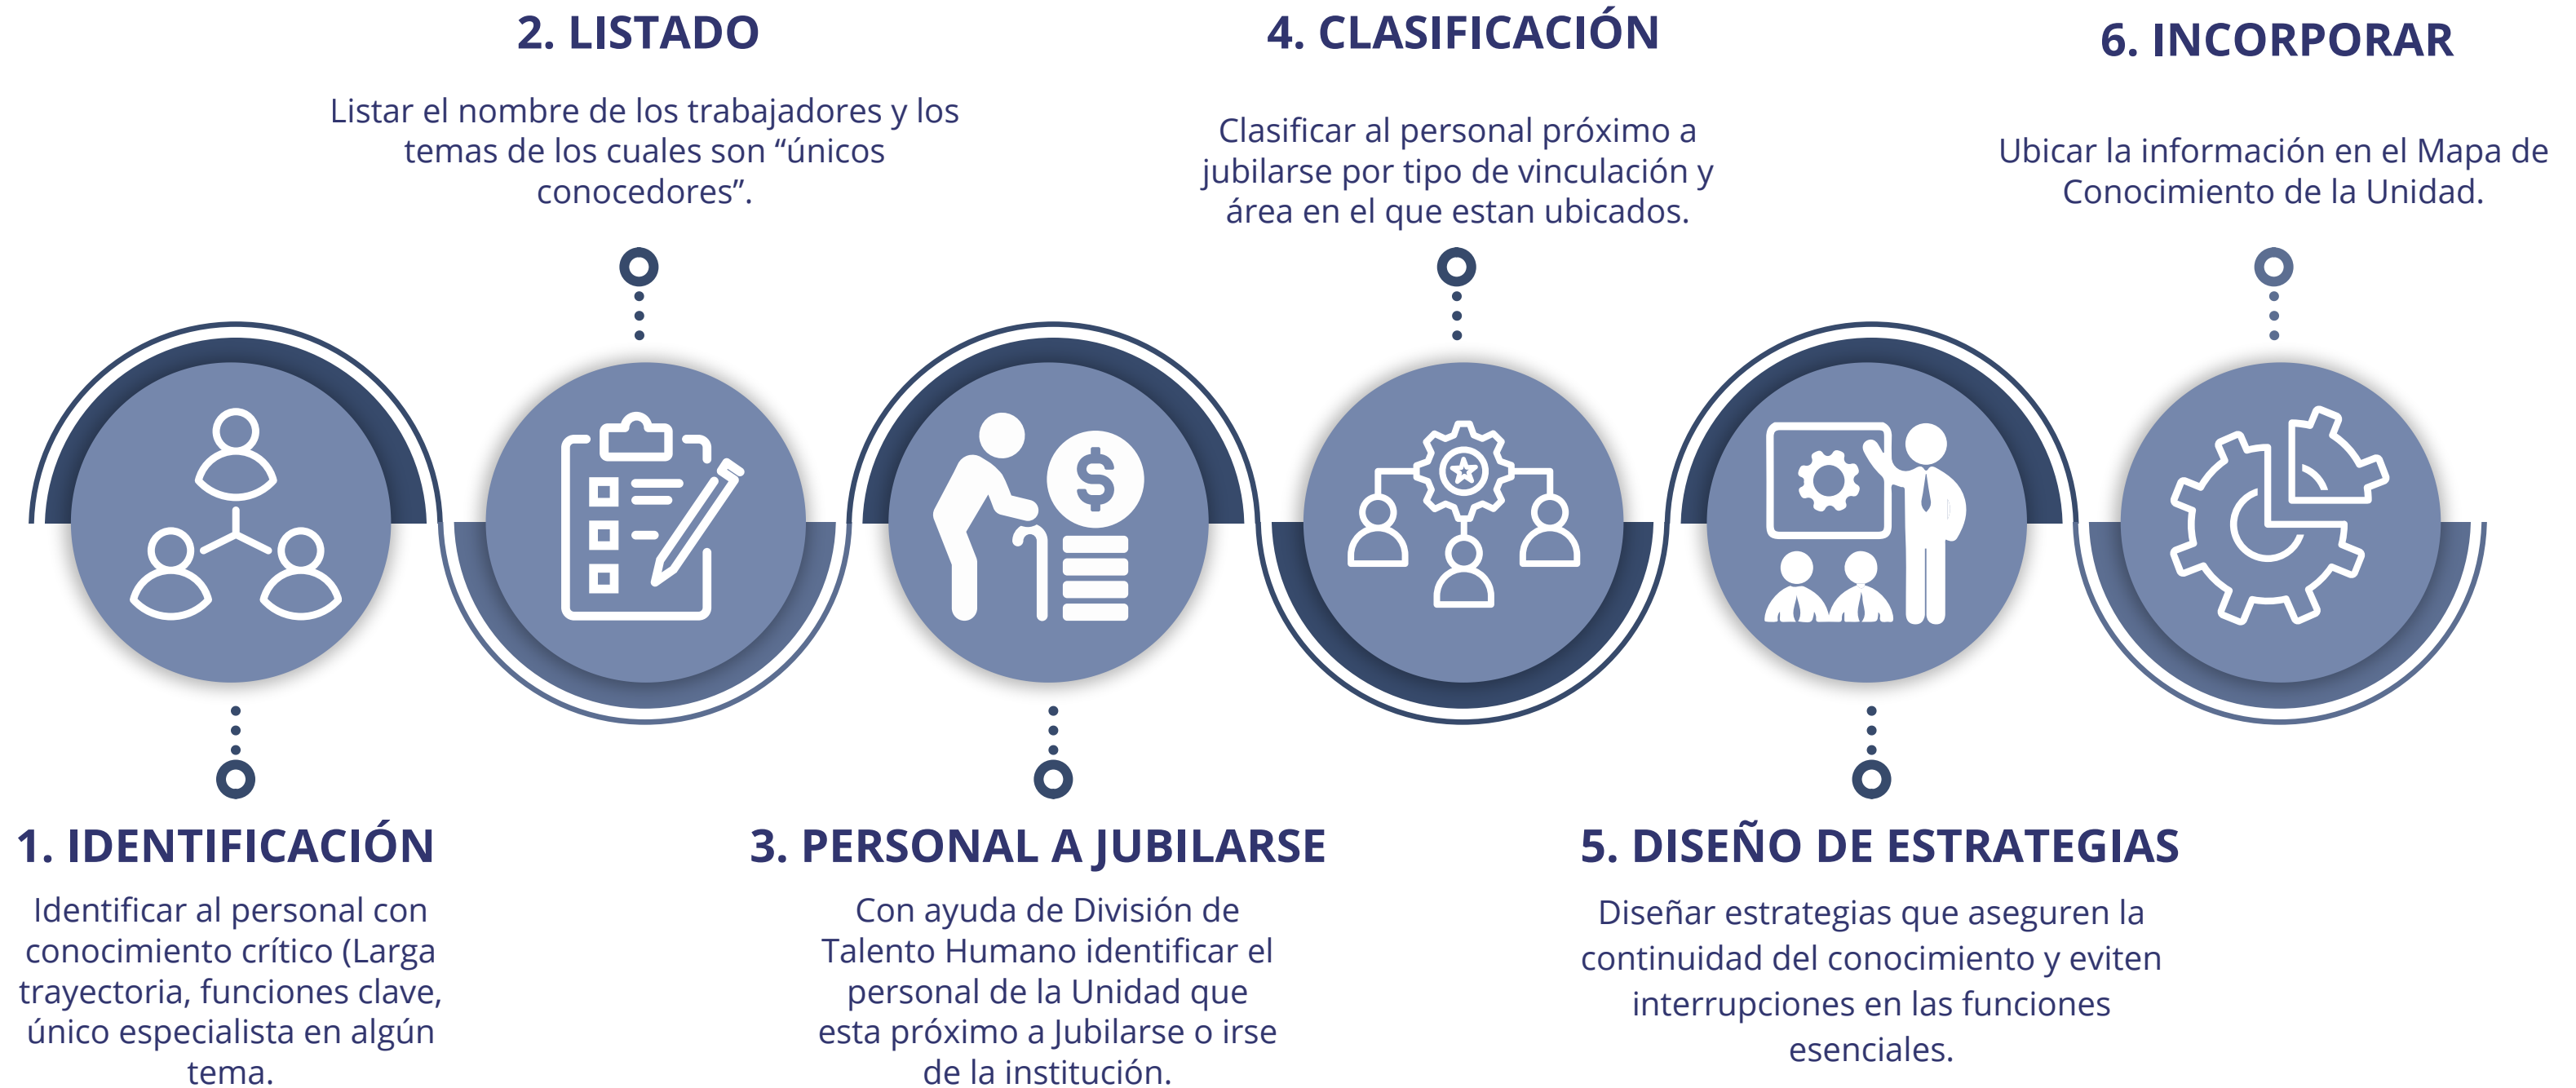 1. IDENTIFICACIÓN
Identificar al personal con
conocimiento crítico (Larga
trayectoria, funciones clave,
único especialista en algún
tema.
2. LISTADO
Listar el nombre de los trabajadores y los
temas de los cuales son “únicos
conocedores”.
3. PERSONAL A JUBILARSE
Con ayuda de División de
Talento Humano identificar el
personal de la Unidad que
esta próximo a Jubilarse o irse
de la institución.
4. CLASIFICACIÓN
Clasificar al personal próximo a
jubilarse por tipo de vinculación y
área en el que estan ubicados.
5. DISEÑO DE ESTRATEGIAS
Diseñar estrategias que aseguren la
continuidad del conocimiento y eviten
interrupciones en las funciones
esenciales.
6. INCORPORAR
Ubicar la información en el Mapa de
Conocimiento de la Unidad.
$